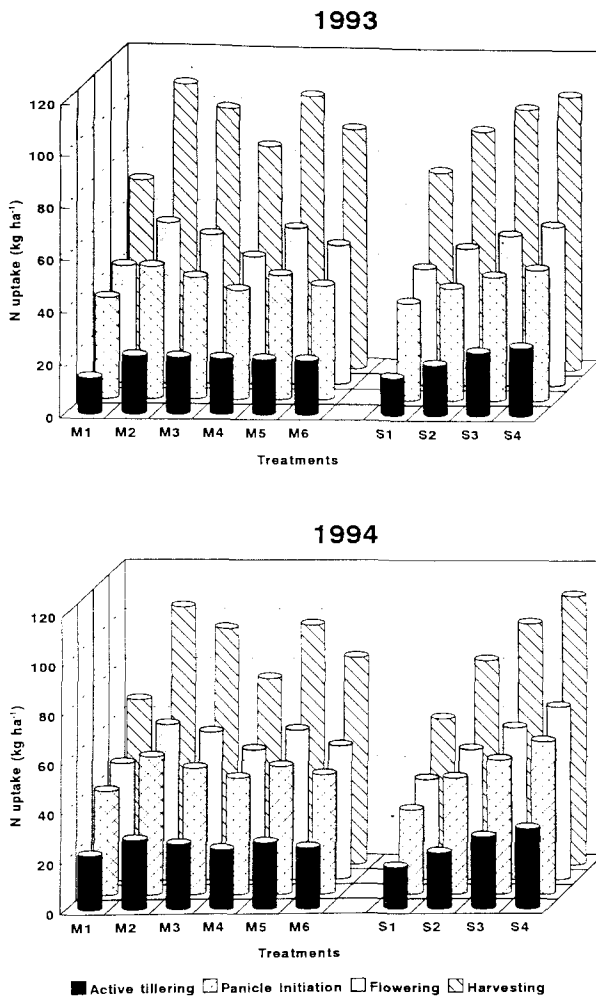 1993
120
100
80
60
40
20
0
N uptake (kg ha⁻¹)
M1 M2 M3 M4 M5 M6 S1 S2 S3 S4
Treatments
1994
120
100
80
60
40
20
0
N uptake (kg ha⁻¹)
M1 M2 M3 M4 M5 M6 S1 S2 S3 S4
Treatments
Active tillering Panicle Initiation Flowering Harvesting